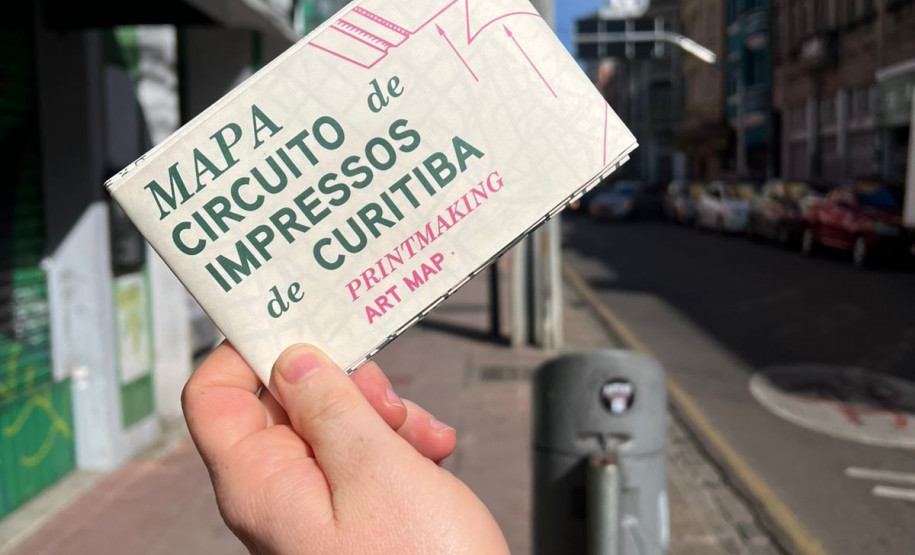 MAPA
CIRCUITO de
IMPRESSOS
de CURITIBA
PRINTMAKING
ART MAP